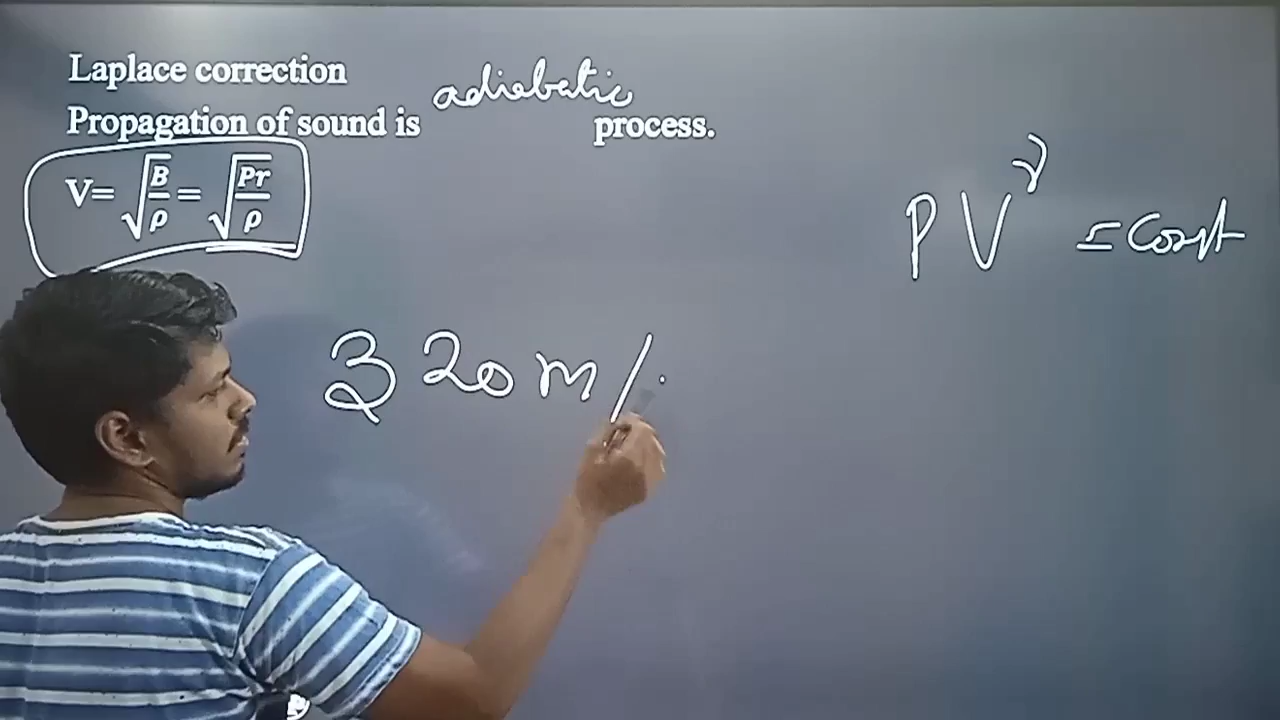 Laplace correction
adiabatic
Propagation of sound is process.
V= √B/ρ = √Pr/ρ
PV^γ = const
320 m/